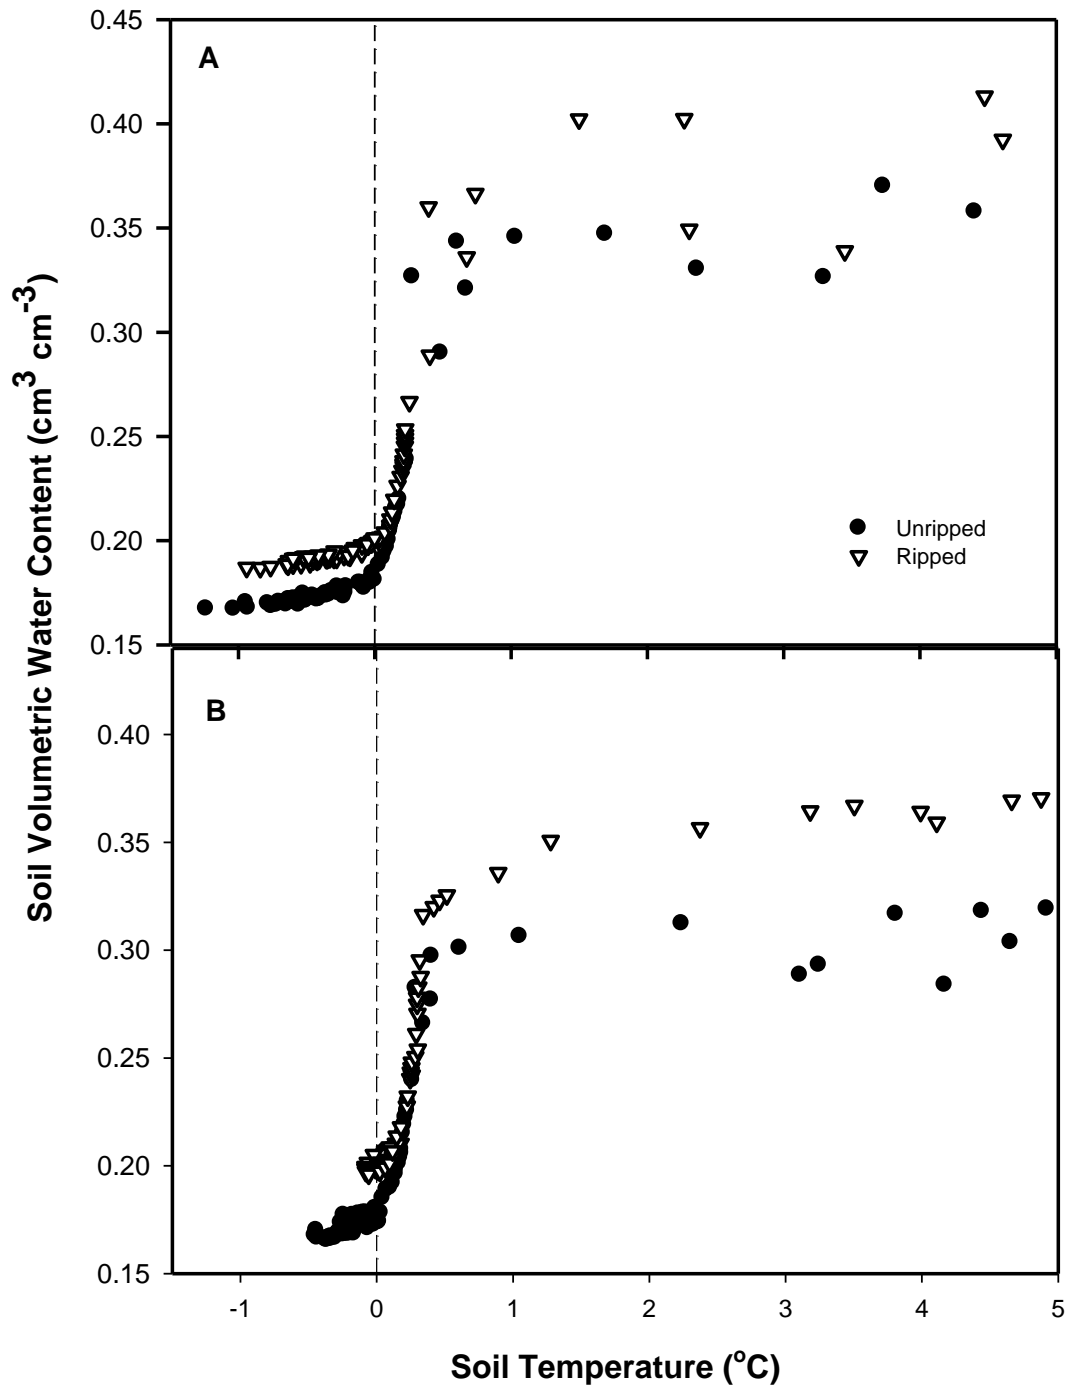 0.45
A
0.40
0.35
0.30
0.25
0.20
0.15
Unripped
Ripped
Soil Volumetric Water Content (cm³ cm⁻³)
B
0.40
0.35
0.30
0.25
0.20
0.15
-1 0 1 2 3 4 5
Soil Temperature (°C)